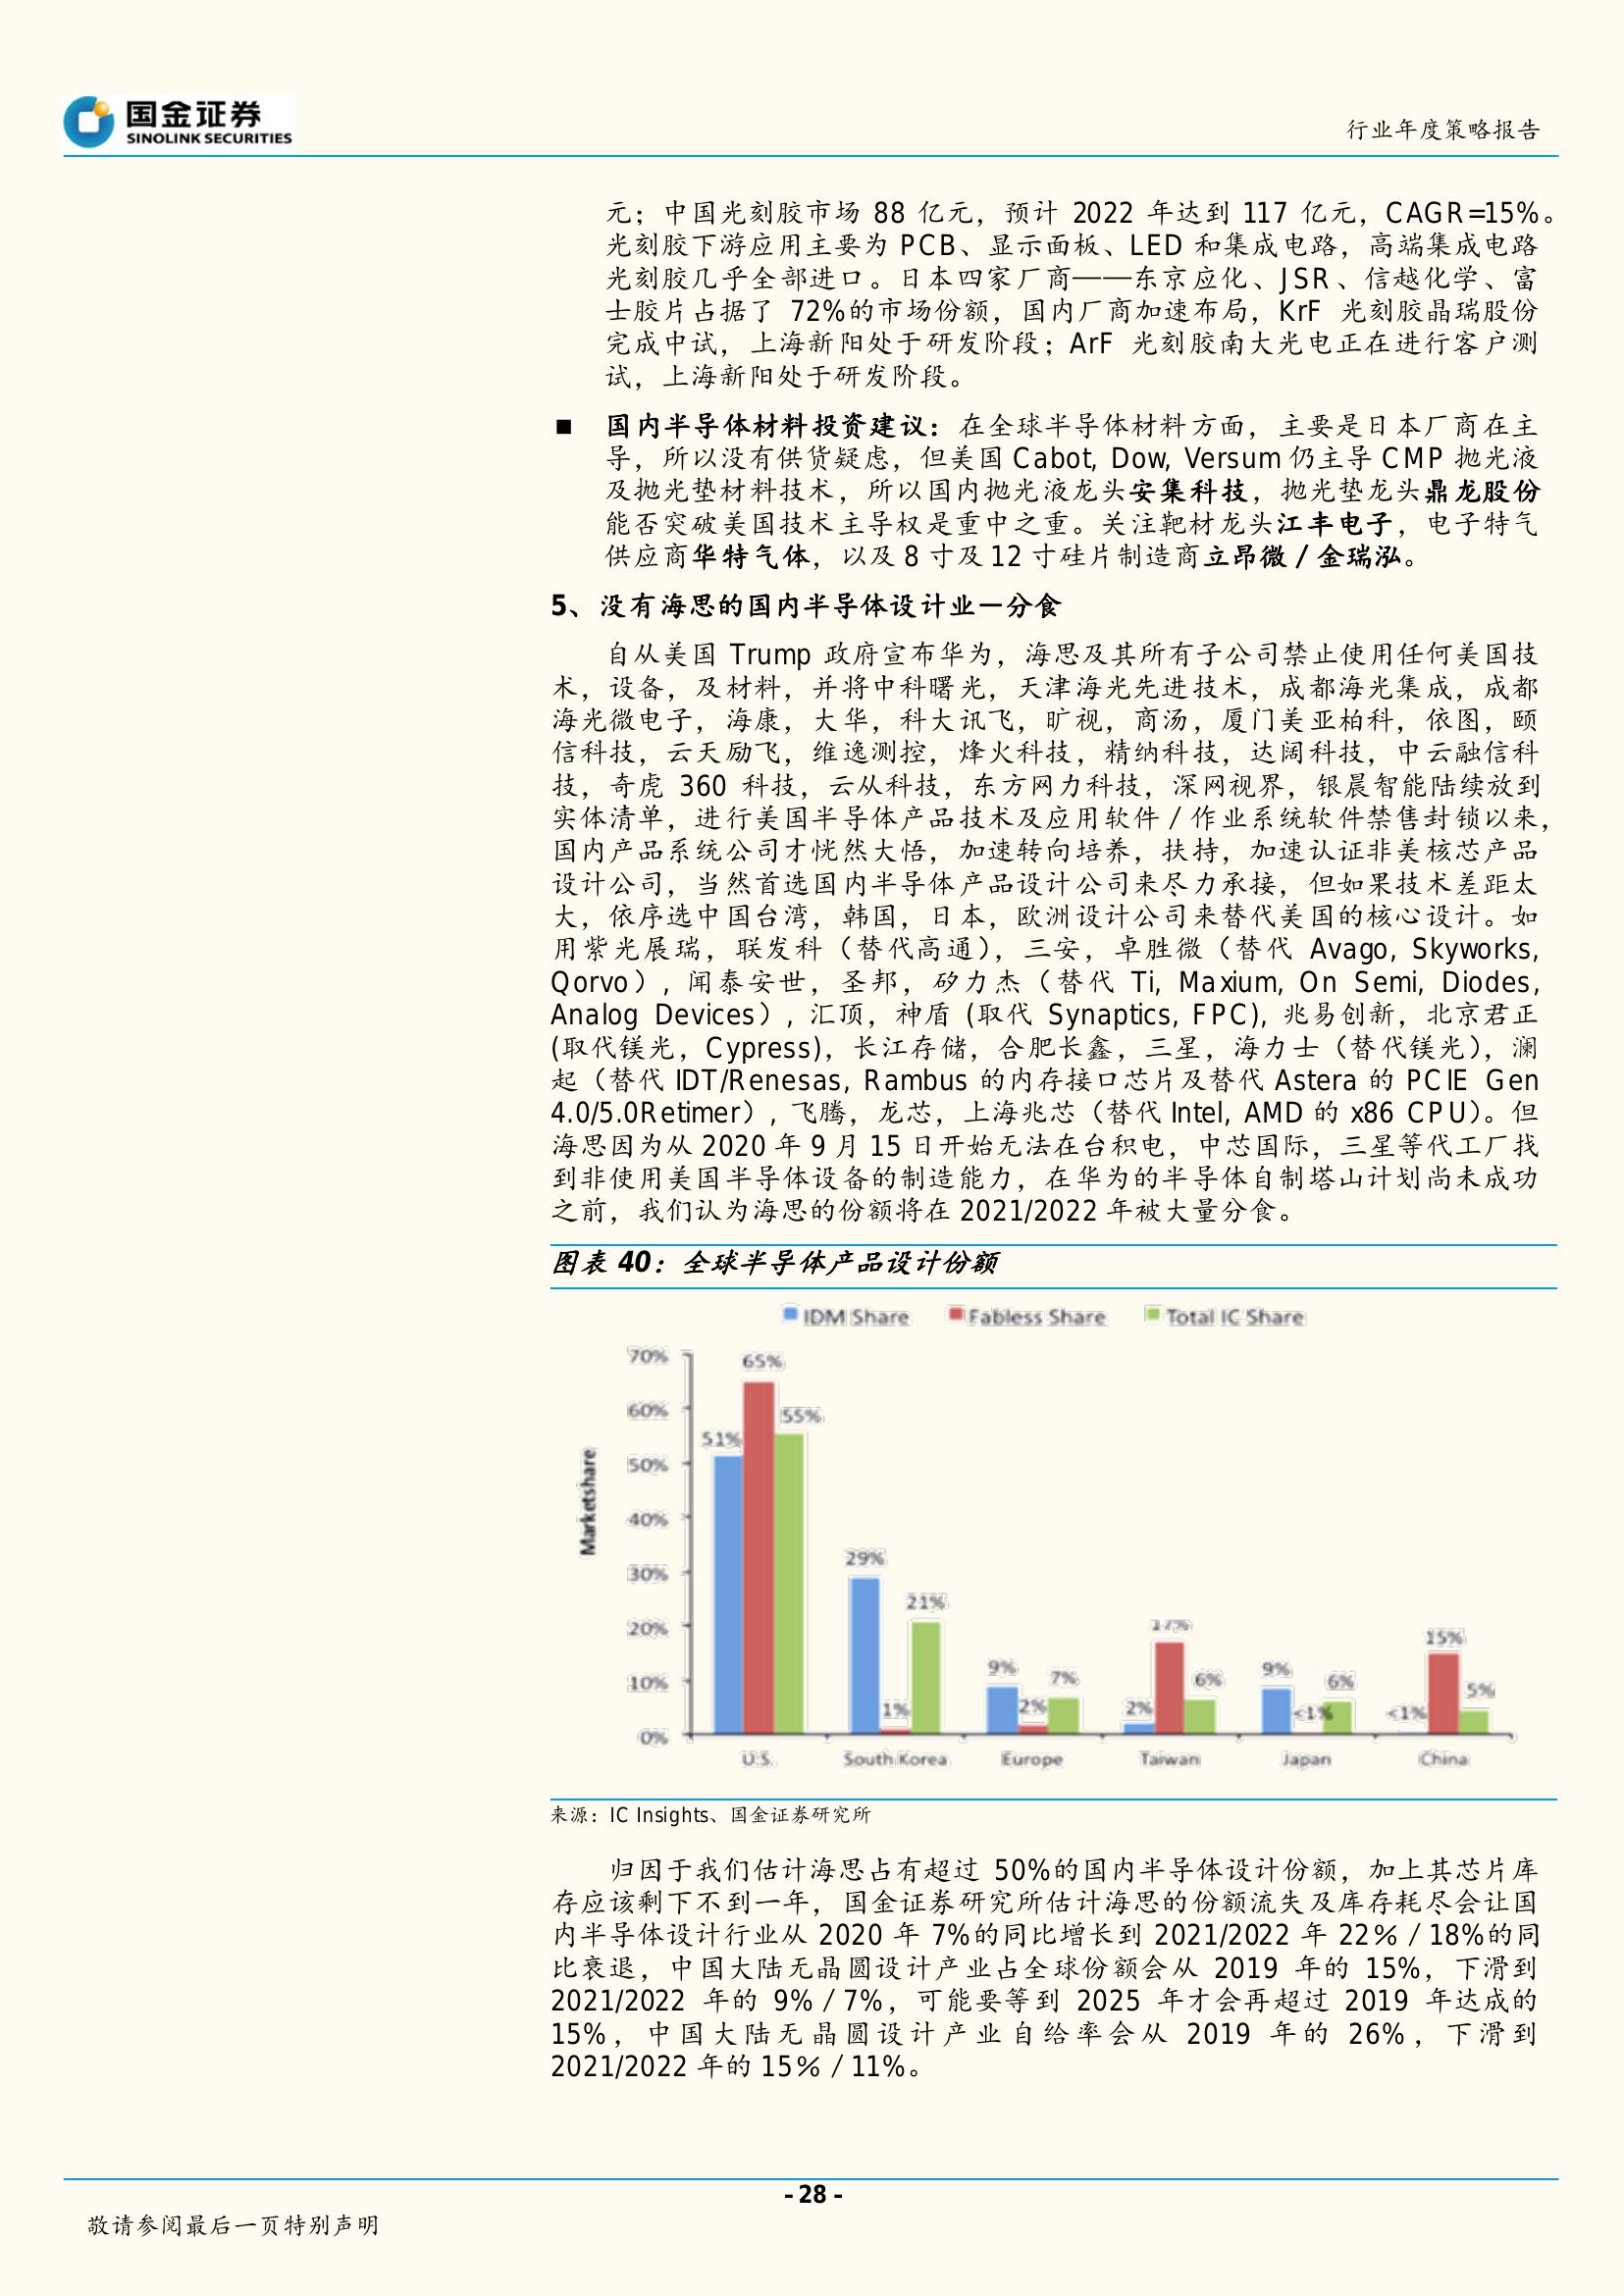 国金证券
SINOLINK SECURITIES
行业年度策略报告
元；中国光刻胶市场 88 亿元，预计 2022 年达到 117 亿元，CAGR=15%。
光刻胶下游应用主要为 PCB、显示面板、LED 和集成电路，高端集成电路
光刻胶几乎全部进口。日本四家厂商——东京应化、JSR、信越化学、富
士胶片占据了 72%的市场份额，国内厂商加速布局，KrF 光刻胶晶瑞股份
完成中试，上海新阳处于研发阶段；ArF 光刻胶南大光电正在进行客户测
试，上海新阳处于研发阶段。
■ 国内半导体材料投资建议：在全球半导体材料方面，主要是日本厂商在主
导，所以没有供货疑虑，但美国 Cabot, Dow, Versum 仍主导 CMP 抛光液
及抛光垫材料技术，所以国内抛光液龙头安集科技，抛光垫龙头鼎龙股份
能否突破美国技术主导权是重中之重。关注靶材龙头江丰电子，电子特气
供应商华特气体，以及 8 寸及 12 寸硅片制造商立昂微／金瑞泓。
5、没有海思的国内半导体设计业－分食
自从美国 Trump 政府宣布华为，海思及其所有子公司禁止使用任何美国技
术，设备，及材料，并将中科曙光，天津海光先进技术，成都海光集成，成都
海光微电子，海康，大华，科大讯飞，旷视，商汤，厦门美亚柏科，依图，颐
信科技，云天励飞，维逸测控，烽火科技，精纳科技，达阔科技，中云融信科
技，奇虎 360 科技，云从科技，东方网力科技，深网视界，银晨智能陆续放到
实体清单，进行美国半导体产品技术及应用软件／作业系统软件禁售封锁以来，
国内产品系统公司才恍然大悟，加速转向培养，扶持，加速认证非美核芯产品
设计公司，当然首选国内半导体产品设计公司来尽力承接，但如果技术差距太
大，依序选中国台湾，韩国，日本，欧洲设计公司来替代美国的核心设计。如
用紫光展瑞，联发科（替代高通），三安，卓胜微（替代 Avago, Skyworks,
Qorvo），闻泰安世，圣邦，矽力杰（替代 Ti, Maxium, On Semi, Diodes,
Analog Devices），汇顶，神盾 (取代 Synaptics, FPC), 兆易创新，北京君正
(取代镁光，Cypress)，长江存储，合肥长鑫，三星，海力士（替代镁光），澜
起（替代 IDT/Renesas, Rambus 的内存接口芯片及替代 Astera 的 PCIE Gen
4.0/5.0Retimer），飞腾，龙芯，上海兆芯（替代 Intel, AMD 的 x86 CPU）。但
海思因为从 2020 年 9 月 15 日开始无法在台积电，中芯国际，三星等代工厂找
到非使用美国半导体设备的制造能力，在华为的半导体自制塔山计划尚未成功
之前，我们认为海思的份额将在 2021/2022 年被大量分食。
图表 40：全球半导体产品设计份额
IDM Share Fabless Share Total IC Share
Marketshare
70%
60%
50%
40%
30%
20%
10%
0%
51% 65% 55%
29% 1% 21%
9% 2% 7%
2% 17% 6%
9% <1% 6%
<1% 15% 5%
U.S. South Korea Europe Taiwan Japan China
来源：IC Insights、国金证券研究所
归因于我们估计海思占有超过 50%的国内半导体设计份额，加上其芯片库
存应该剩下不到一年，国金证券研究所估计海思的份额流失及库存耗尽会让国
内半导体设计行业从 2020 年 7%的同比增长到 2021/2022 年 22%／18%的同
比衰退，中国大陆无晶圆设计产业占全球份额会从 2019 年的 15%，下滑到
2021/2022 年的 9%／7%，可能要等到 2025 年才会再超过 2019 年达成的
15%，中国大陆无晶圆设计产业自给率会从 2019 年的 26%，下滑到
2021/2022 年的 15%／11%。
- 28 -
敬请参阅最后一页特别声明